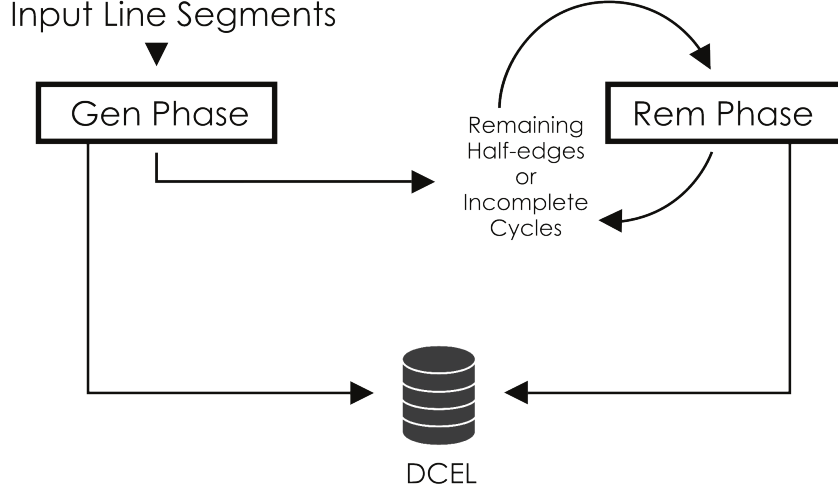 Input Line Segments
Gen Phase
Rem Phase
Remaining
Half-edges
or
Incomplete
Cycles
DCEL